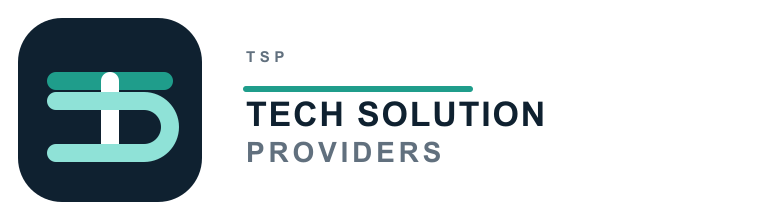 TSP
TECH SOLUTION
PROVIDERS